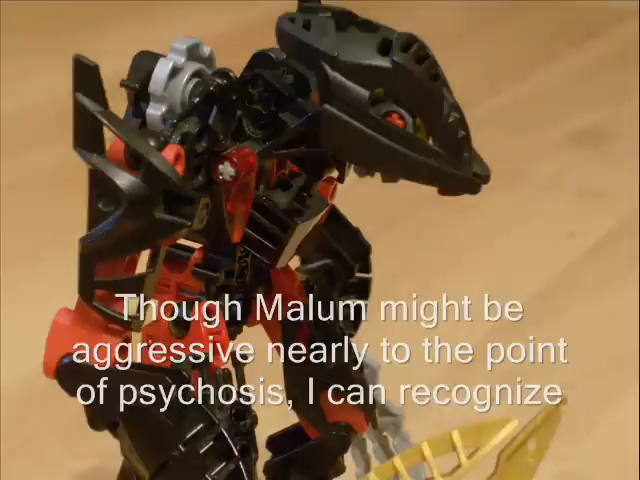 Though Malum might be
aggressive nearly to the point
of psychosis, I can recognize